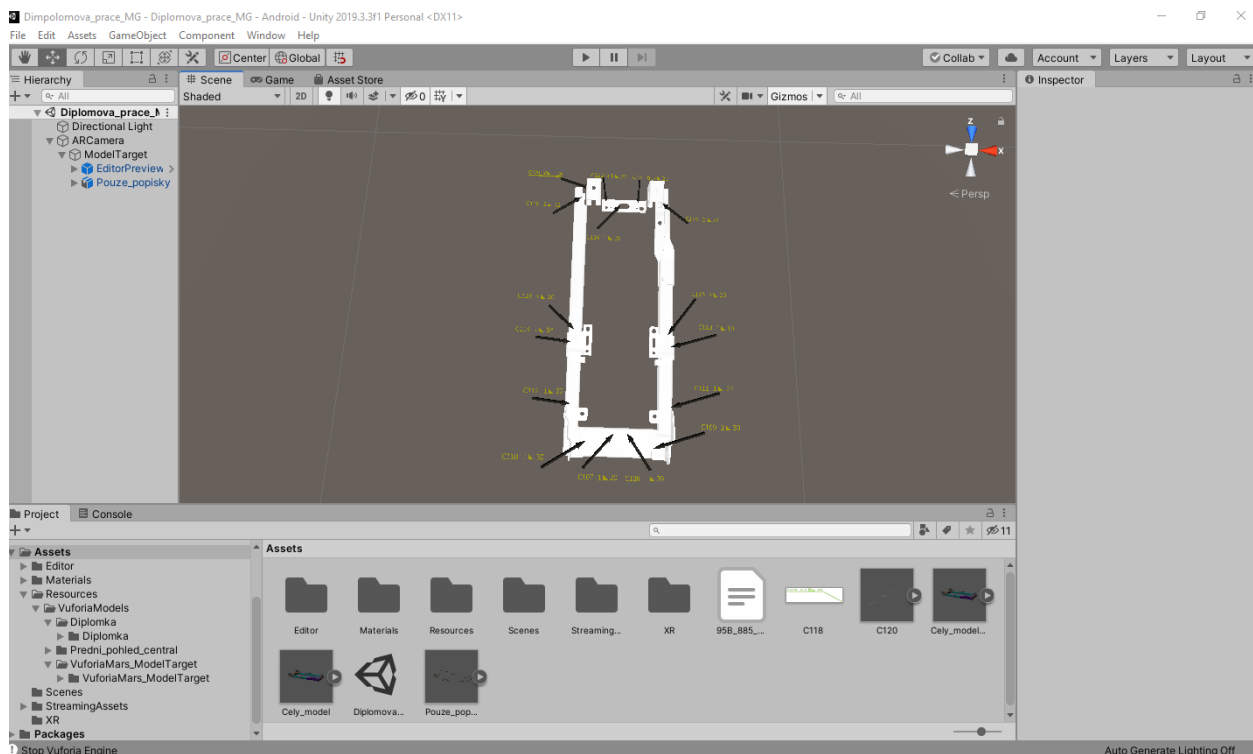 Dimpolomova_prace_MG - Diplomova_prace_MG - Android - Unity 2019.3.3f1 Personal <DX11>
File Edit Assets GameObject Component Window Help
Center Global Collab Account Layers Layout
Hierarchy Scene Game Asset Store Inspector
All Shaded 2D 0 Gizmos All
Diplomova_prace_M
Directional Light
ARCamera
ModelTarget
EditorPreview
Pouze_popisky
z
x
Persp
C107
Project Console
11
Assets
Editor
Materials
Resources
VuforiaModels
Diplomka
Diplomka
Predni_pohled_central
VuforiaMars_ModelTarget
VuforiaMars_ModelTarget
Scenes
StreamingAssets
XR
Packages
Assets
Editor Materials Resources Scenes Streaming... XR 95B_885_... C118 C120 Cely_model...
Cely_model Diplomova... Pouze_pop...
Stop Vuforia Engine Auto Generate Lighting Off